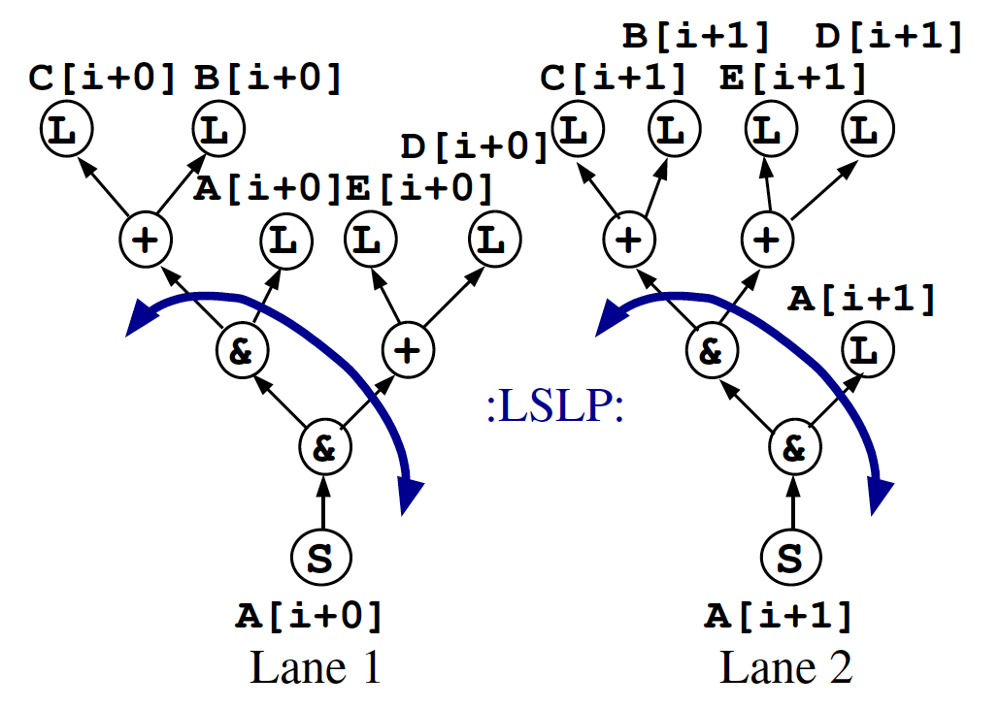 B[i+1] D[i+1]
C[i+0] B[i+0] C[i+1] E[i+1]
L L L L L L
D[i+0]
A[i+0] E[i+0]
+ L L L + +
A[i+1]
& + & L
:LSLP:
& &
S S
A[i+0] A[i+1]
Lane 1 Lane 2